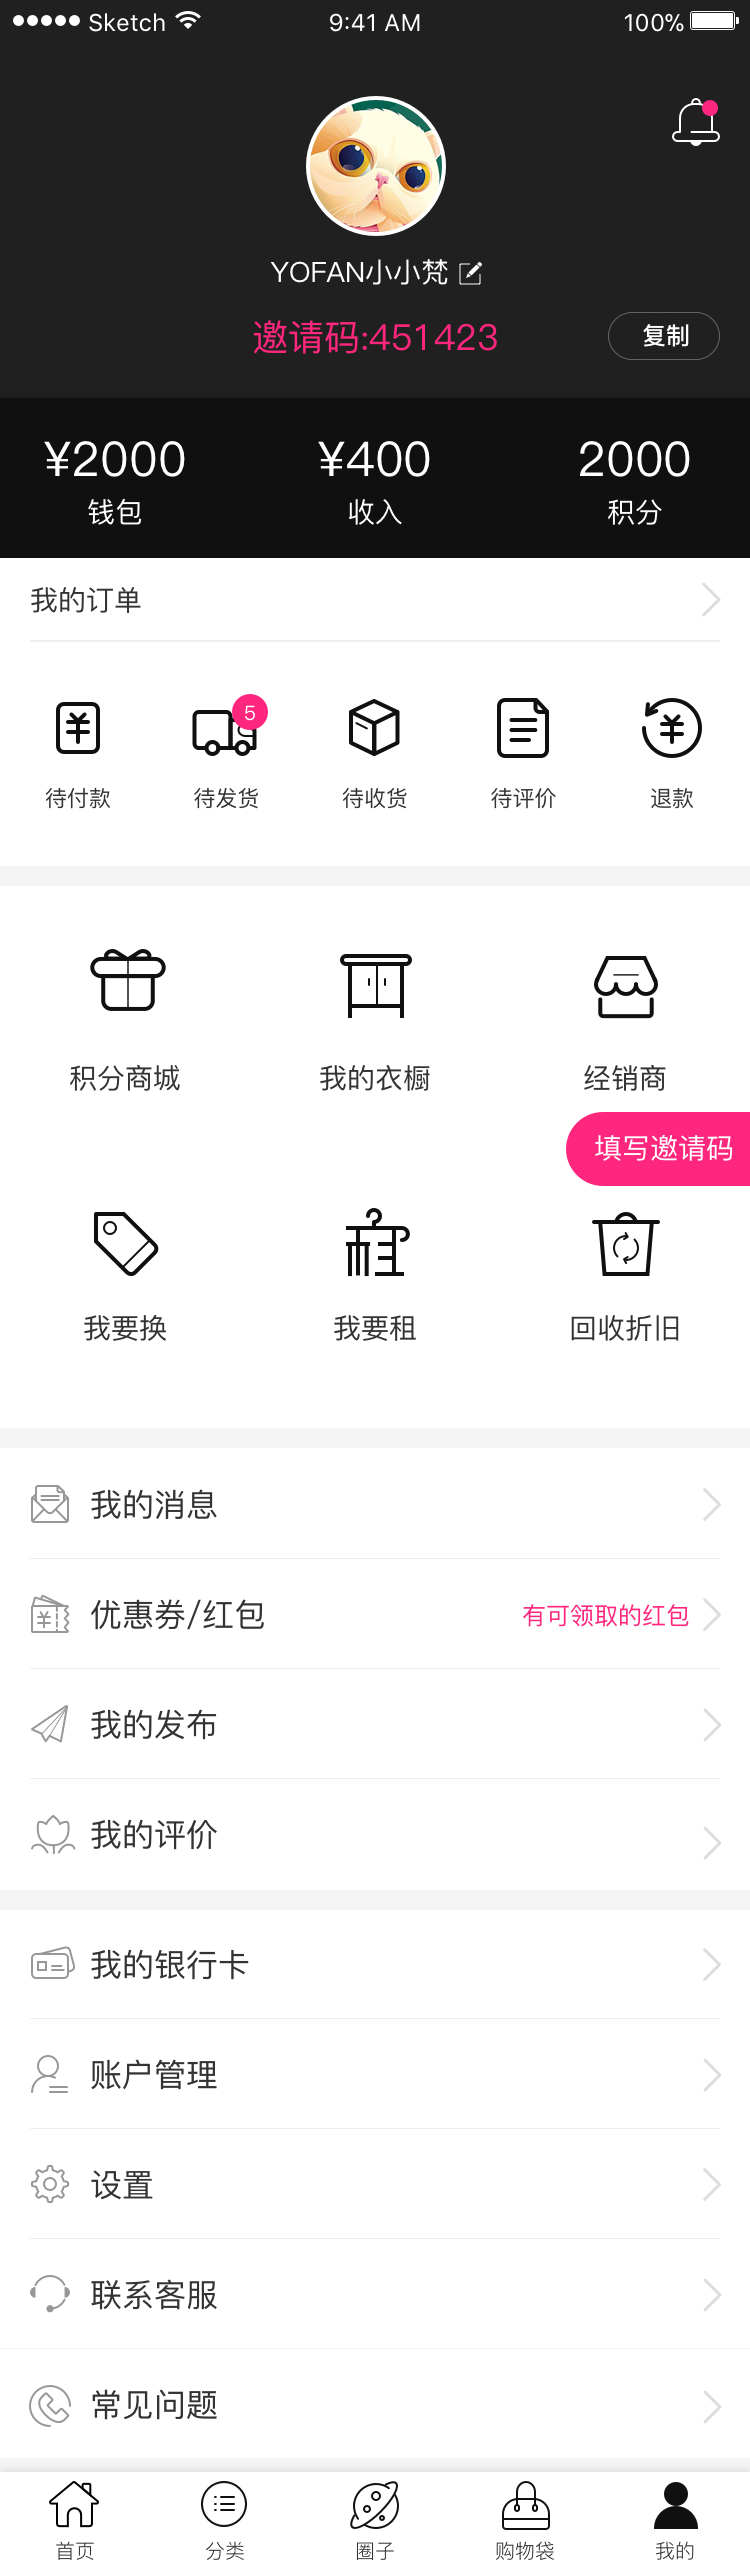 Sketch 9:41 AM 100%
YOFAN小小梵
邀请码:451423 复制
¥2000 ¥400 2000
钱包 收入 积分
我的订单
5
待付款 待发货 待收货 待评价 退款
积分商城 我的衣橱 经销商
填写邀请码
我要换 我要租 回收折旧
我的消息
优惠券/红包 有可领取的红包
我的发布
我的评价
我的银行卡
账户管理
设置
联系客服
常见问题
首页 分类 圈子 购物袋 我的